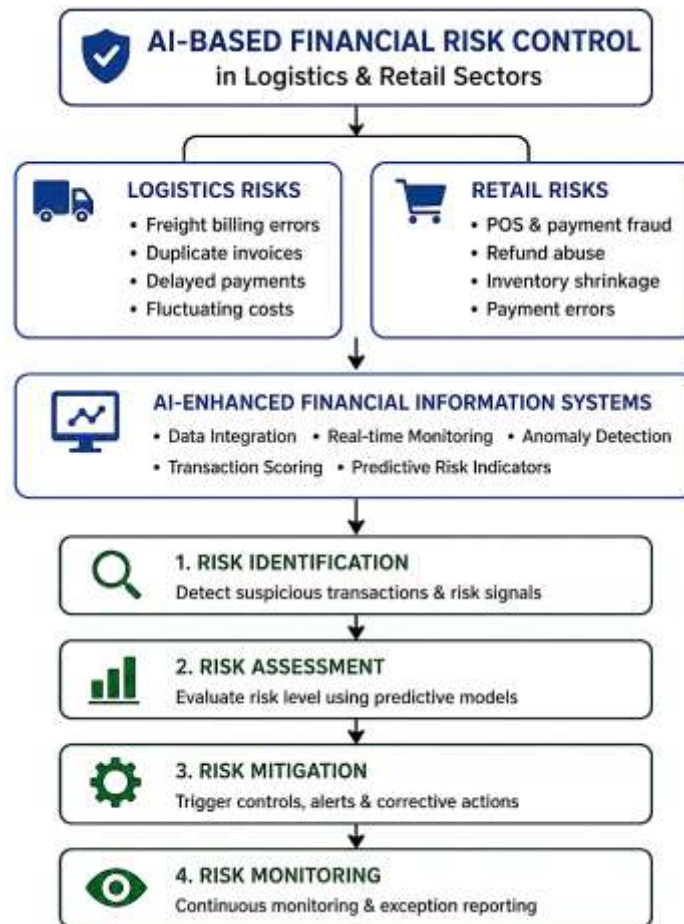 AI-BASED FINANCIAL RISK CONTROL
in Logistics & Retail Sectors
LOGISTICS RISKS
• Freight billing errors
• Duplicate invoices
• Delayed payments
• Fluctuating costs
RETAIL RISKS
• POS & payment fraud
• Refund abuse
• Inventory shrinkage
• Payment errors
AI-ENHANCED FINANCIAL INFORMATION SYSTEMS
• Data Integration • Real-time Monitoring • Anomaly Detection
• Transaction Scoring • Predictive Risk Indicators
1. RISK IDENTIFICATION
Detect suspicious transactions & risk signals
2. RISK ASSESSMENT
Evaluate risk level using predictive models
3. RISK MITIGATION
Trigger controls, alerts & corrective actions
4. RISK MONITORING
Continuous monitoring & exception reporting